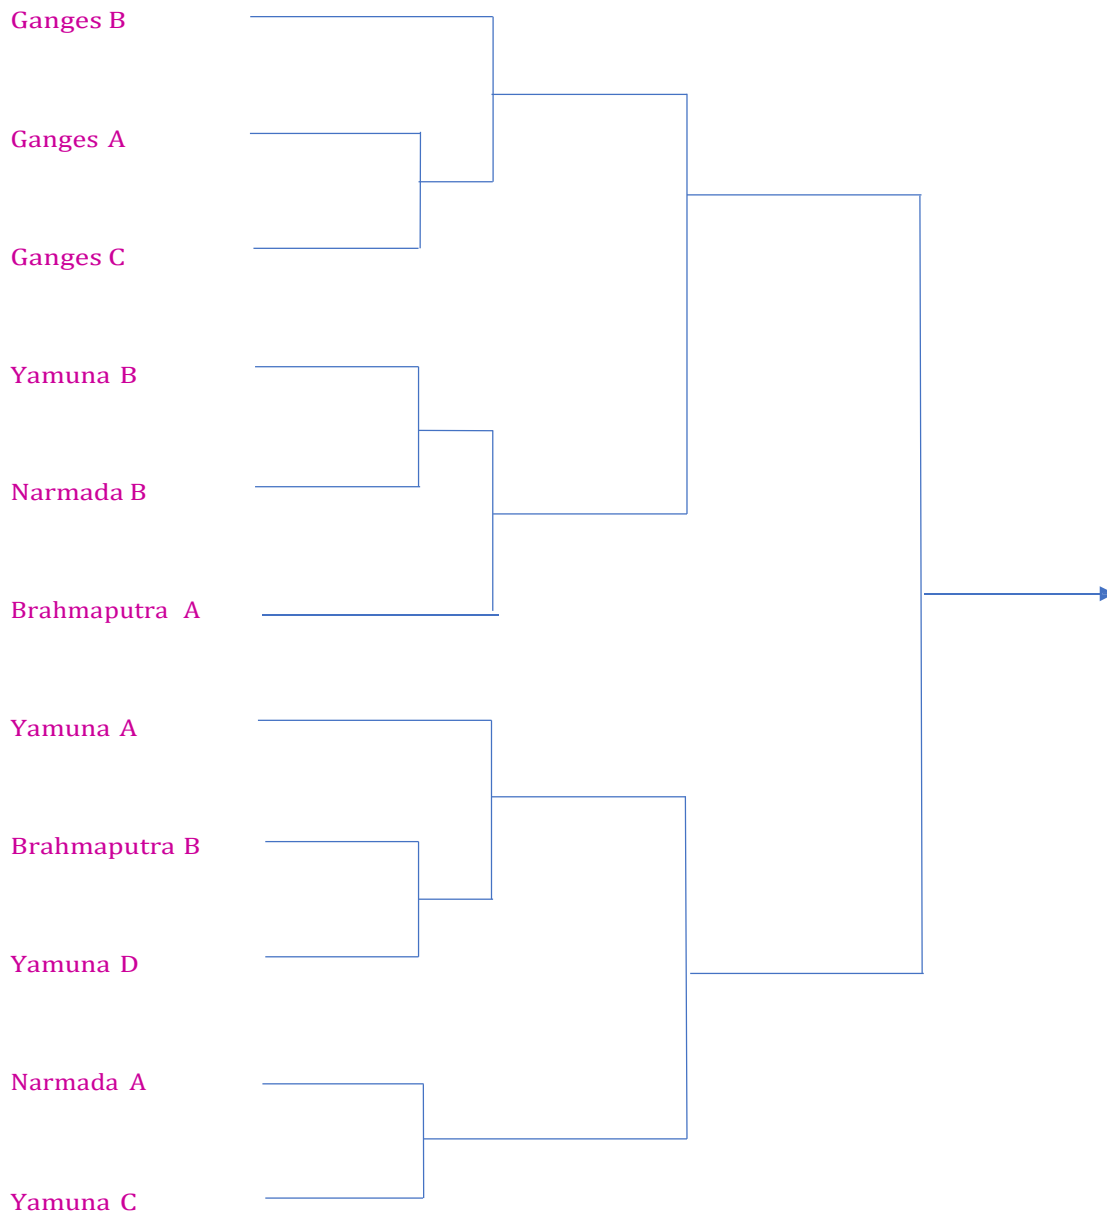 Ganges B
Ganges A
Ganges C
Yamuna B
Narmada B
Brahmaputra A
Yamuna A
Brahmaputra B
Yamuna D
Narmada A
Yamuna C